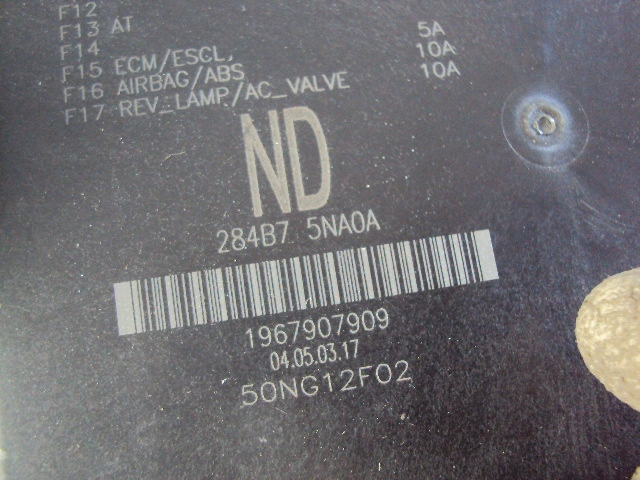 F12
F13 AT
F14 5A
F15 ECM/ESCL, 10A
F16 AIRBAG/ABS 10A
F17 REV_LAMP/AC_VALVE
ND
284B7 5NA0A
1967907909
04.05.03.17
50NG12F02